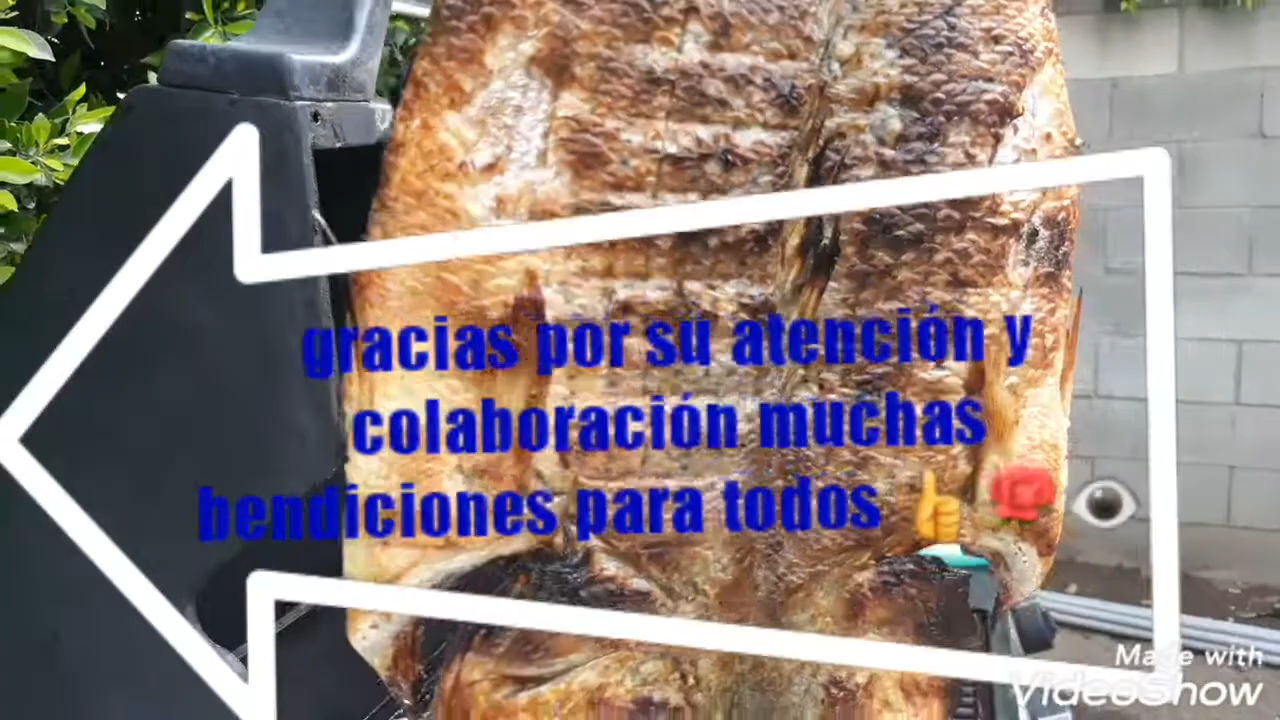 gracias por su atención y
colaboración muchas
bendiciones para todos 👍 🌹 👁
Made with
VideoShow